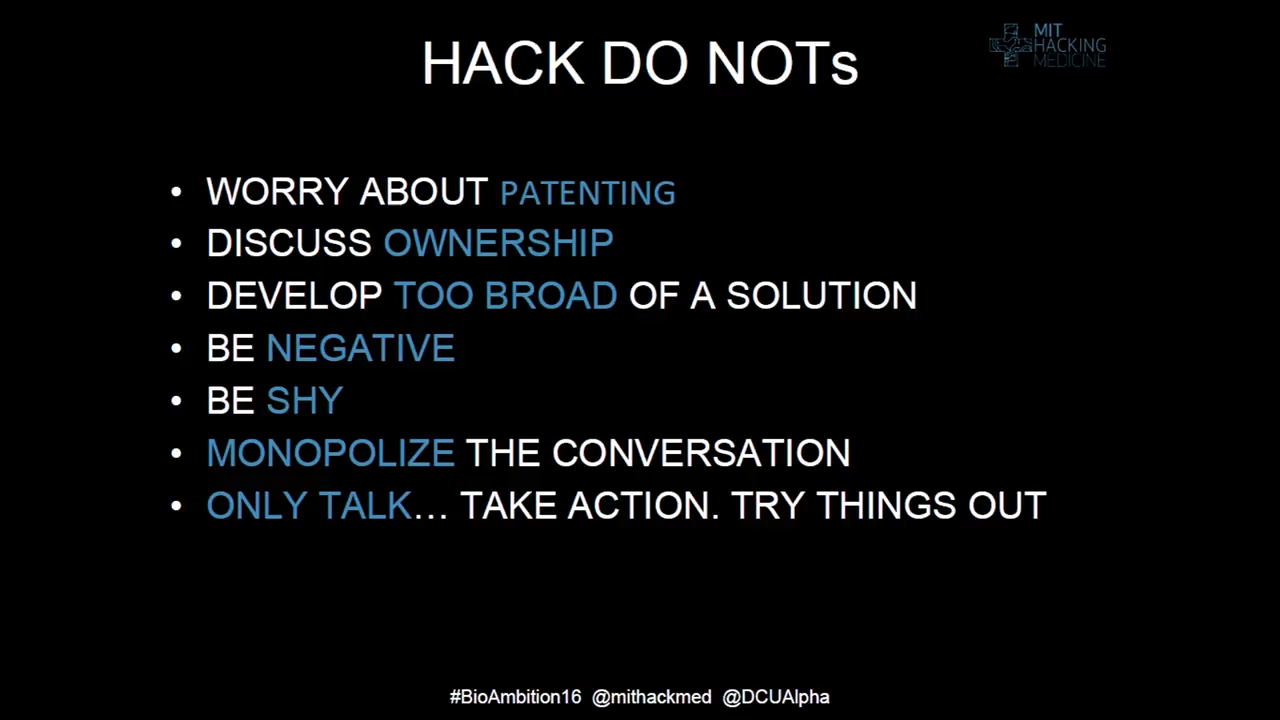 HACK DO NOTs
MIT
HACKING
MEDICINE
• WORRY ABOUT PATENTING
• DISCUSS OWNERSHIP
• DEVELOP TOO BROAD OF A SOLUTION
• BE NEGATIVE
• BE SHY
• MONOPOLIZE THE CONVERSATION
• ONLY TALK… TAKE ACTION. TRY THINGS OUT
#BioAmbition16 @mithackmed @DCUAlpha